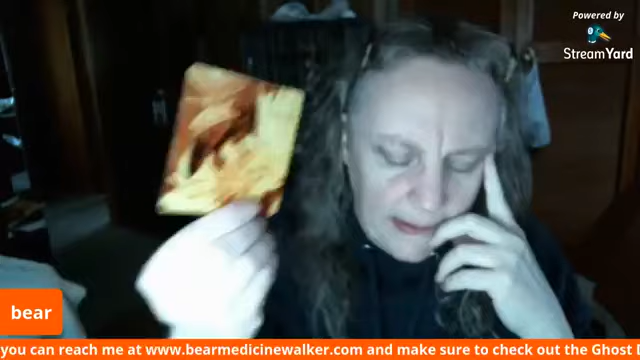 Powered by
StreamYard
bear
you can reach me at www.bearmedicinewalker.com and make sure to check out the Ghost